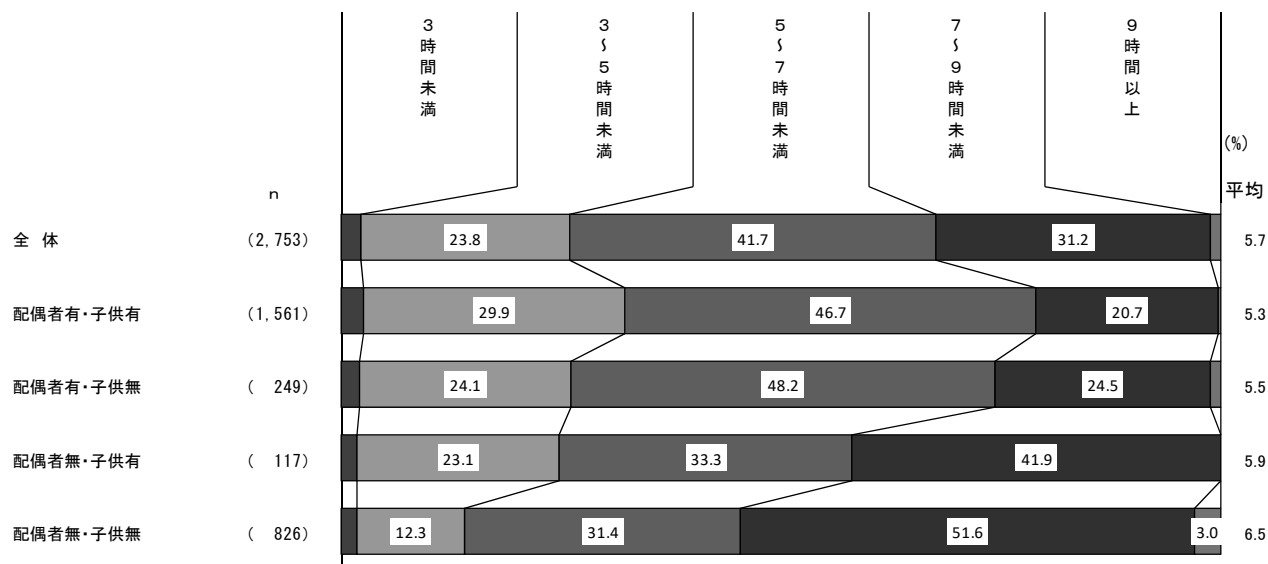 3時間未満
3～5時間未満
5～7時間未満
7～9時間未満
9時間以上
(%)
n
平均
全 体 (2,753) 23.8 41.7 31.2 5.7
配偶者有・子供有 (1,561) 29.9 46.7 20.7 5.3
配偶者有・子供無 ( 249) 24.1 48.2 24.5 5.5
配偶者無・子供有 ( 117) 23.1 33.3 41.9 5.9
配偶者無・子供無 ( 826) 12.3 31.4 51.6 3.0 6.5